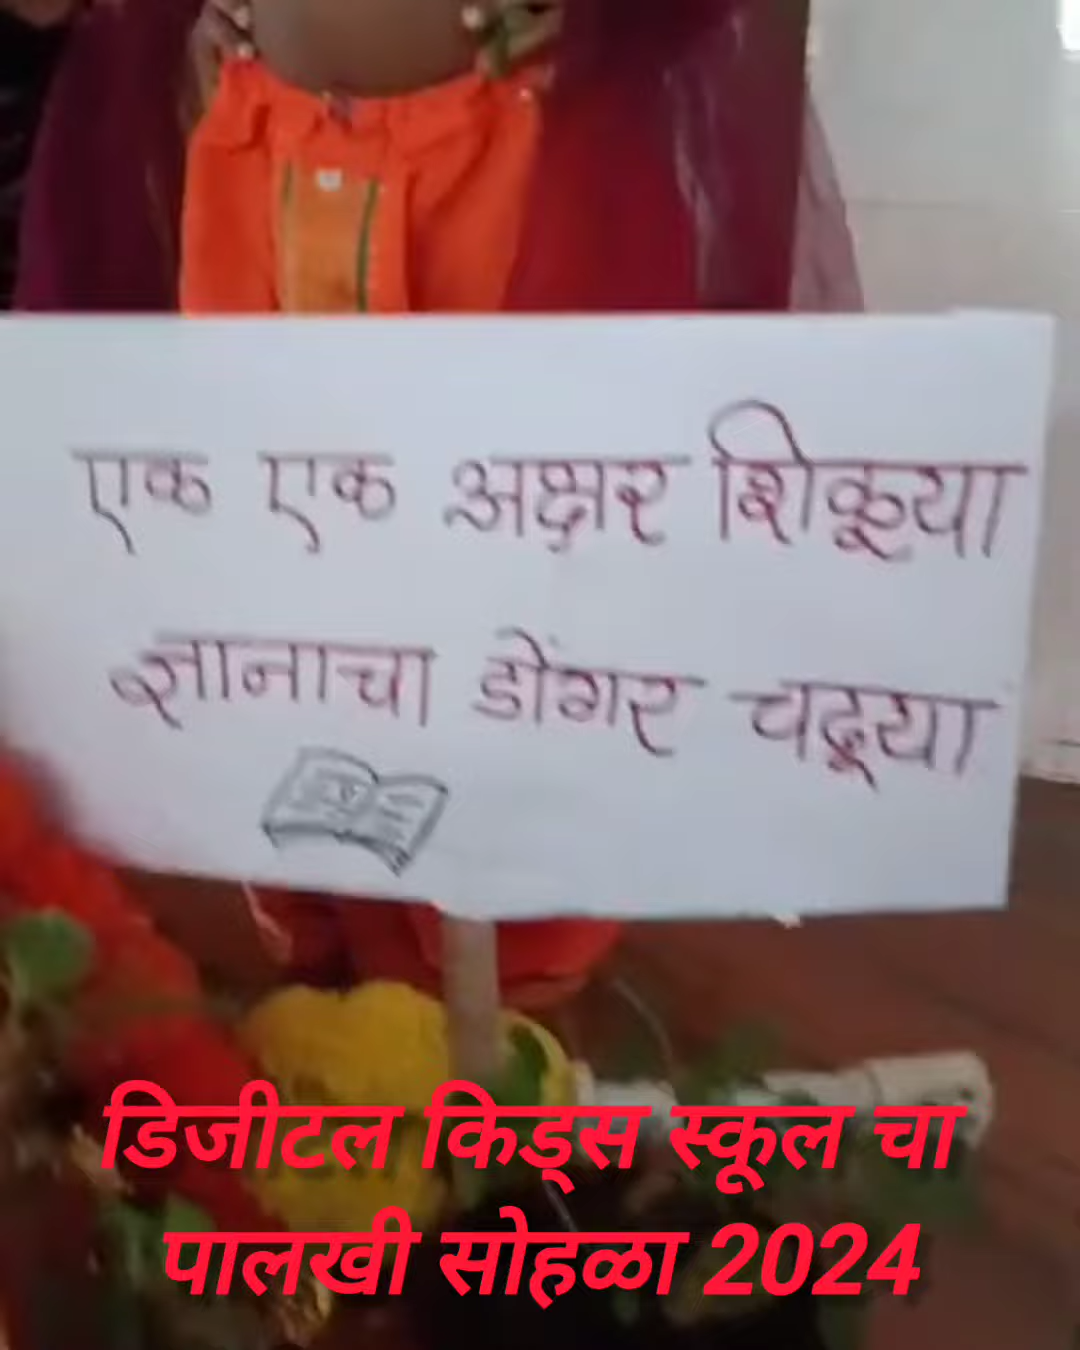 एक एक अक्षर शिकूया
ज्ञानाचा डोंगर चढूया
डिजीटल किड्स स्कूल चा
पालखी सोहळा 2024